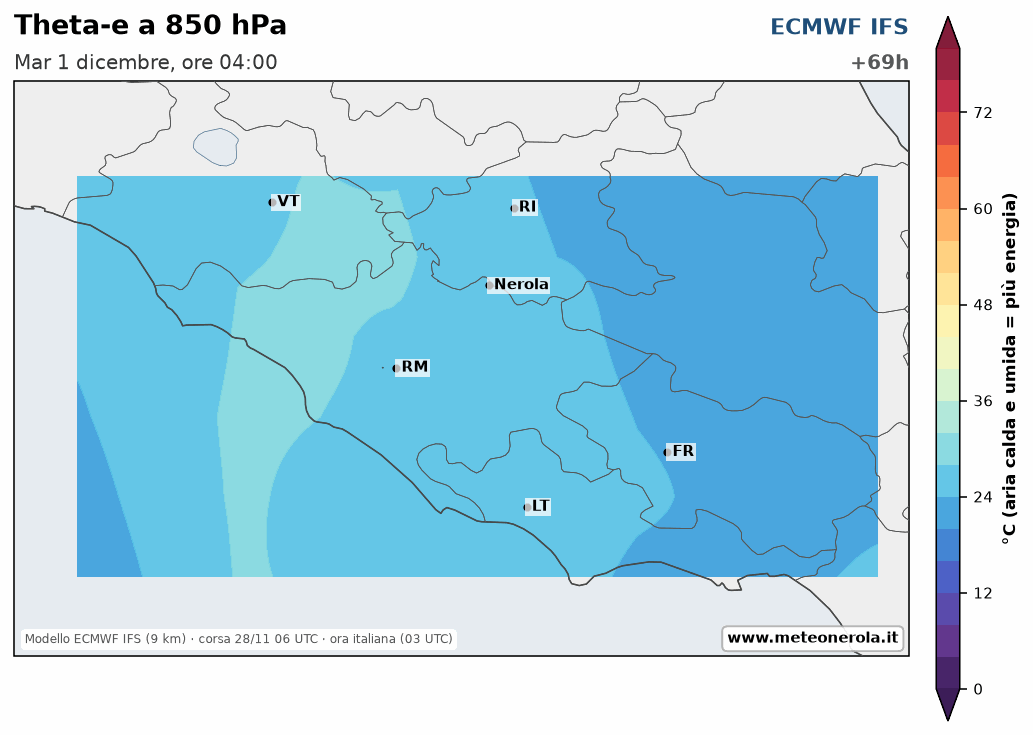 Theta-e a 850 hPa
ECMWF IFS
Mar 1 dicembre, ore 04:00
+69h
VT
RI
Nerola
RM
FR
LT
72
60
48
36
24
12
0
°C (aria calda e umida = più energia)
Modello ECMWF IFS (9 km) · corsa 28/11 06 UTC · ora italiana (03 UTC)
www.meteonerola.it